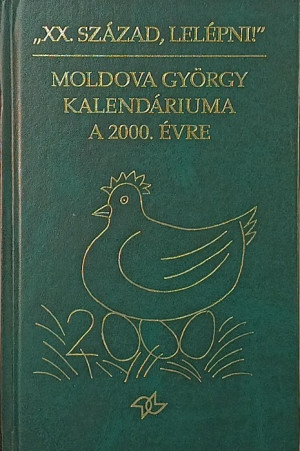 „XX. SZÁZAD, LELÉPNI!”
MOLDOVA GYÖRGY
KALENDÁRIUMA
A 2000. ÉVRE
2000